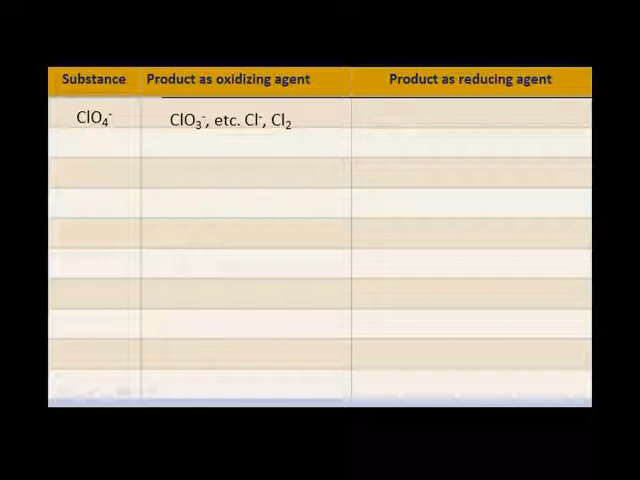 Substance Product as oxidizing agent Product as reducing agent
ClO₄⁻ ClO₃⁻, etc. Cl⁻, Cl₂